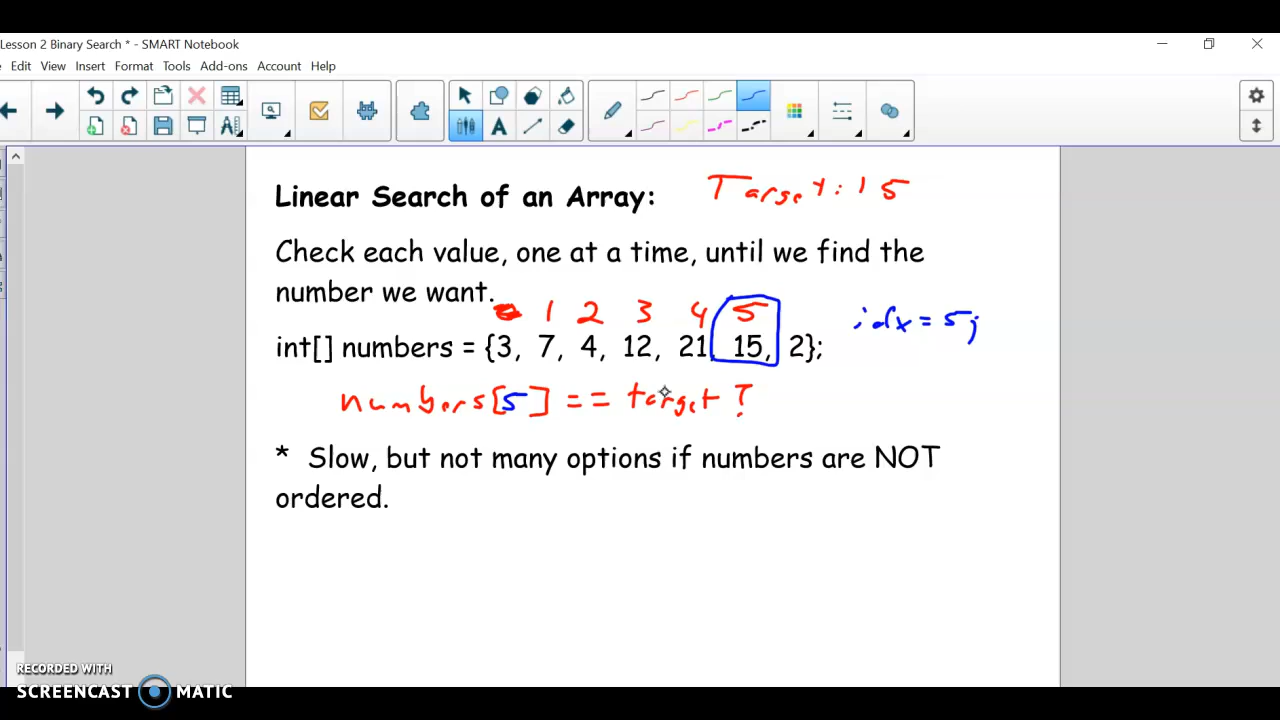 Lesson 2 Binary Search * - SMART Notebook
Edit View Insert Format Tools Add-ons Account Help
Linear Search of an Array: Target: 15
Check each value, one at a time, until we find the
number we want.
1 2 3 4 5 idx = 5;
int[] numbers = {3, 7, 4, 12, 21, 15, 2};
numbers[5] == target ?
* Slow, but not many options if numbers are NOT
ordered.
RECORDED WITH
SCREENCAST MATIC